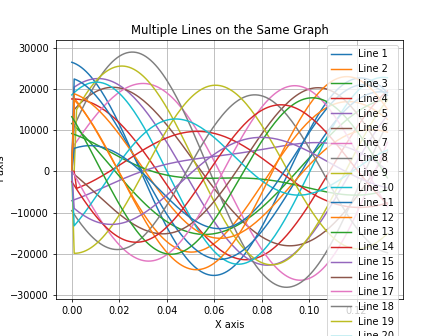 Multiple Lines on the Same Graph
30000
20000
10000
0
-10000
-20000
-30000
0.00
0.02
0.04
0.06
0.08
0.10
X axis
Line 1
Line 2
Line 3
Line 4
Line 5
Line 6
Line 7
Line 8
Line 9
Line 10
Line 11
Line 12
Line 13
Line 14
Line 15
Line 16
Line 17
Line 18
Line 19
Line 20